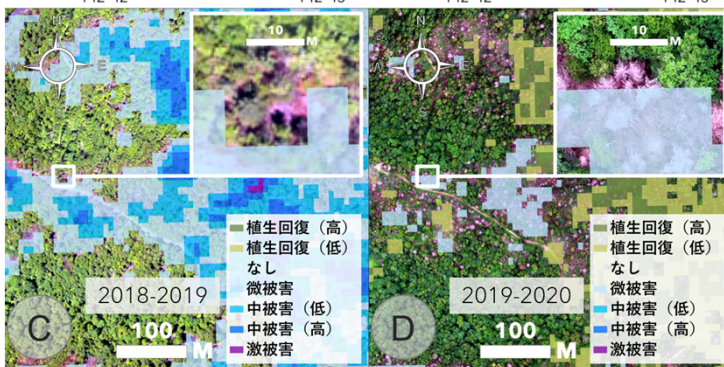 N
E
S
10
M
N
W
E
S
10
M
植生回復（高）
植生回復（低）
なし
微被害
中被害（低）
中被害（高）
激被害
2018-2019
C
100
M
植生回復（高）
植生回復（低）
なし
微被害
中被害（低）
中被害（高）
激被害
2019-2020
D
100
M